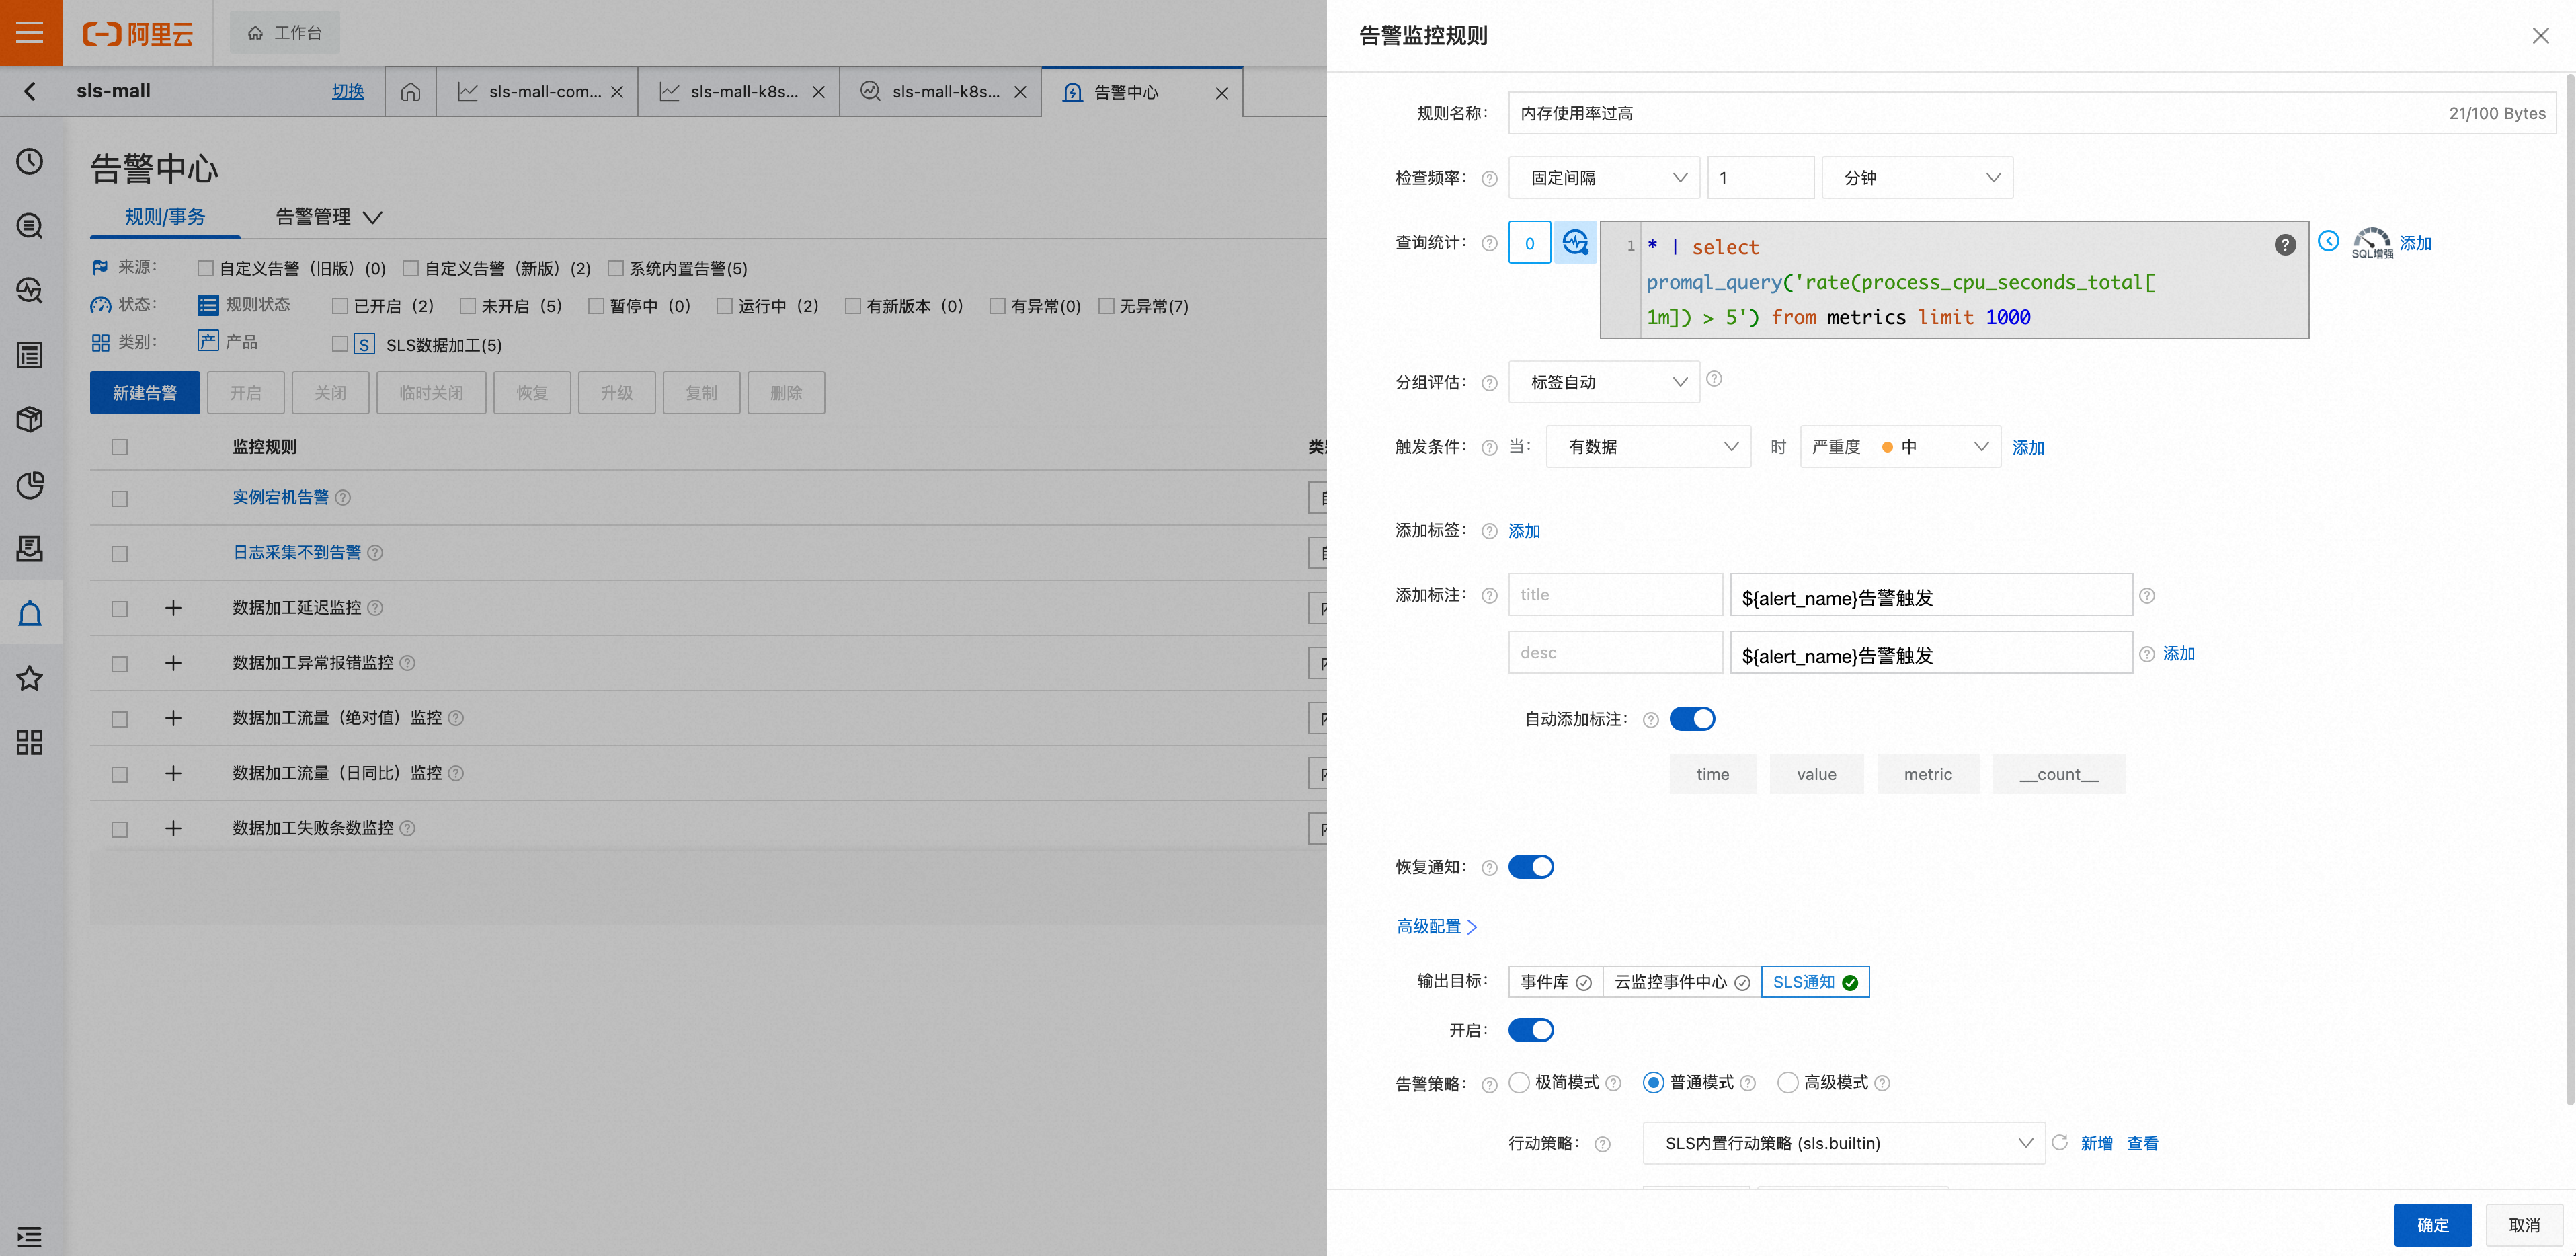 阿里云
工作台
sls-mall
切换
sls-mall-com...
sls-mall-k8s...
sls-mall-k8s...
告警中心
告警中心
规则/事务
告警管理
来源：
自定义告警（旧版）(0)
自定义告警（新版）(2)
系统内置告警(5)
状态：
规则状态
已开启（2）
未开启（5）
暂停中（0）
运行中（2）
有新版本（0）
有异常(0)
无异常(7)
类别：
产
产品
S
SLS数据加工(5)
新建告警
开启
关闭
临时关闭
恢复
升级
复制
删除
监控规则
实例宕机告警
日志采集不到告警
数据加工延迟监控
数据加工异常报错监控
数据加工流量（绝对值）监控
数据加工流量（日同比）监控
数据加工失败条数监控
告警监控规则
规则名称：
内存使用率过高
21/100 Bytes
检查频率：
固定间隔
1
分钟
查询统计：
0
1
* | select
promql_query('rate(process_cpu_seconds_total[
1m]) > 5') from metrics limit 1000
SQL增强
添加
分组评估：
标签自动
触发条件：
当：
有数据
时
严重度
中
添加
添加标签：
添加
添加标注：
title
${alert_name}告警触发
desc
${alert_name}告警触发
添加
自动添加标注：
time
value
metric
__count__
恢复通知：
高级配置
输出目标：
事件库
云监控事件中心
SLS通知
开启：
告警策略：
极简模式
普通模式
高级模式
行动策略：
SLS内置行动策略 (sls.builtin)
新增
查看
确定
取消